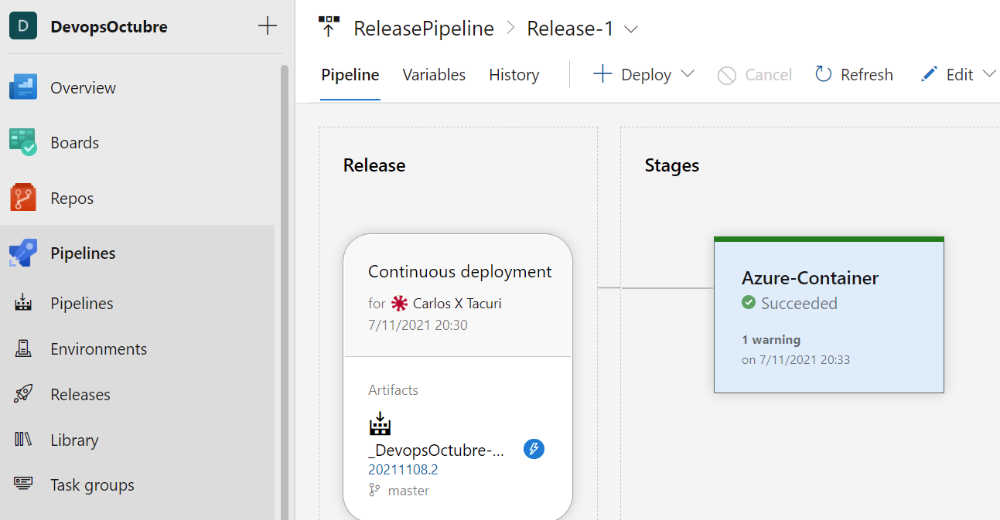 D DevopsOctubre
Overview
Boards
Repos
Pipelines
Pipelines
Environments
Releases
Library
Task groups
ReleasePipeline > Release-1
Pipeline Variables History Deploy Cancel Refresh Edit
Release
Continuous deployment
for Carlos X Tacuri
7/11/2021 20:30
Artifacts
_DevopsOctubre-...
20211108.2
master
Stages
Azure-Container
Succeeded
1 warning
on 7/11/2021 20:33